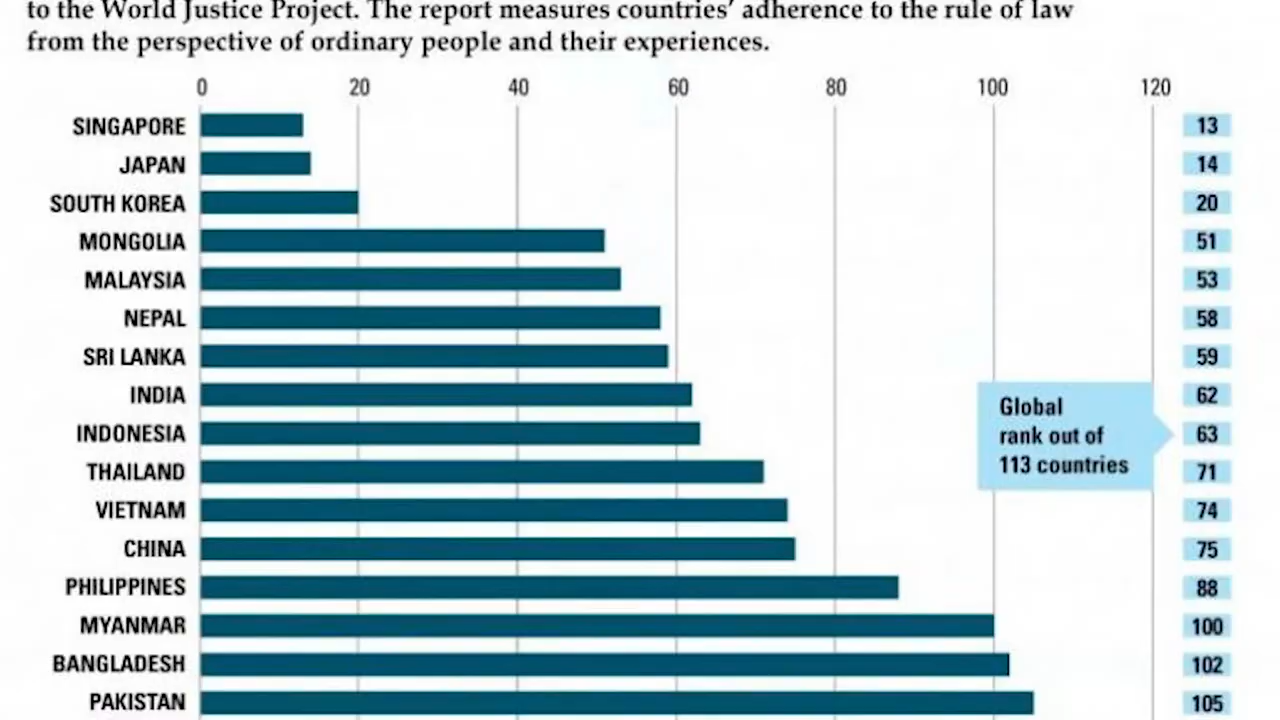 to the World Justice Project. The report measures countries’ adherence to the rule of law
from the perspective of ordinary people and their experiences.
0 20 40 60 80 100 120
SINGAPORE 13
JAPAN 14
SOUTH KOREA 20
MONGOLIA 51
MALAYSIA 53
NEPAL 58
SRI LANKA 59
INDIA 62
INDONESIA 63
THAILAND 71
VIETNAM 74
CHINA 75
PHILIPPINES 88
MYANMAR 100
BANGLADESH 102
PAKISTAN 105
Global
rank out of
113 countries